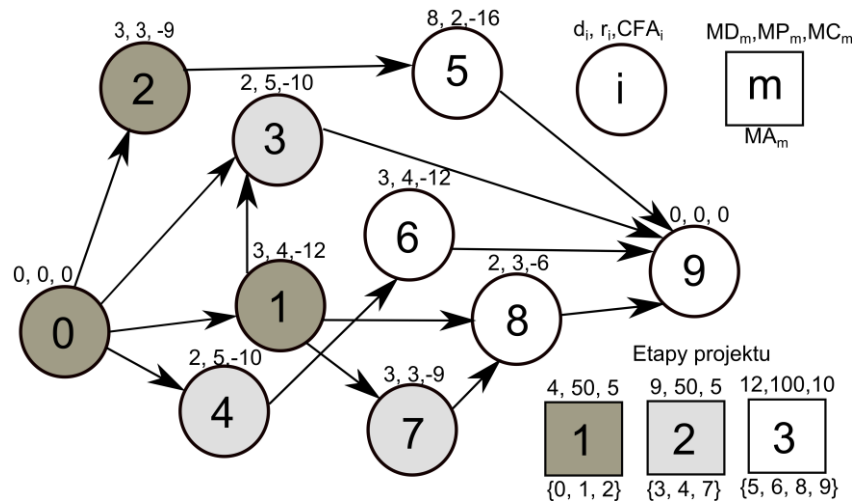 3, 3,-9
2
8, 2,-16
5
d_i, r_i,CFA_i
i
MD_m,MP_m,MC_m
m
MA_m
2, 5,-10
3
3, 4,-12
6
0, 0, 0
9
0, 0, 0
0
3, 4,-12
1
2, 3,-6
8
2, 5,-10
4
3, 3,-9
7
Etapy projektu
4, 50, 5
1
{0, 1, 2}
9, 50, 5
2
{3, 4, 7}
12,100,10
3
{5, 6, 8, 9}